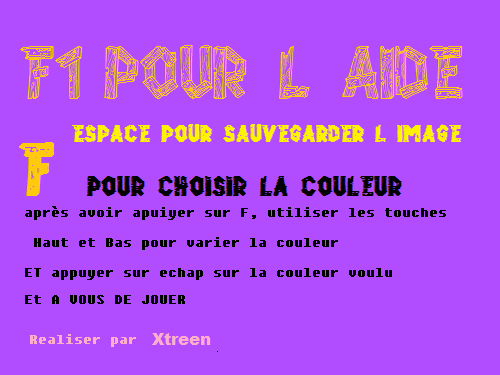 F1 POUR L AIDE
ESPACE POUR SAUVEGARDER L IMAGE
F POUR CHOISIR LA COULEUR
après avoir apuiyer sur F, utiliser les touches
Haut et Bas pour varier la couleur
ET appuyer sur echap sur la couleur voulu
Et A VOUS DE JOUER
Realiser par Xtreen